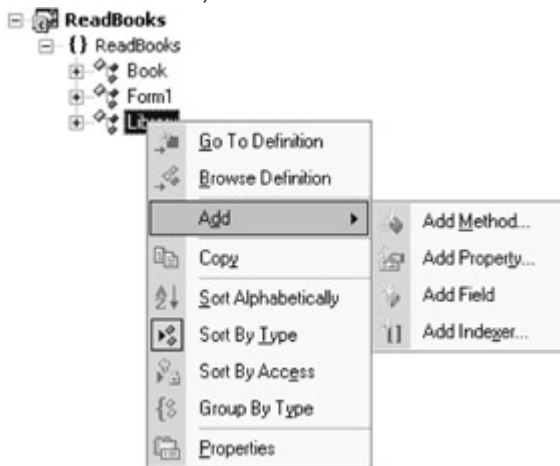 ReadBooks
{} ReadBooks
Book
Form1
Go To Definition
Browse Definition
Add
Add Method...
Copy
Add Property...
Sort Alphabetically
Add Field
Sort By Type
Add Indexer...
Sort By Access
Group By Type
Properties